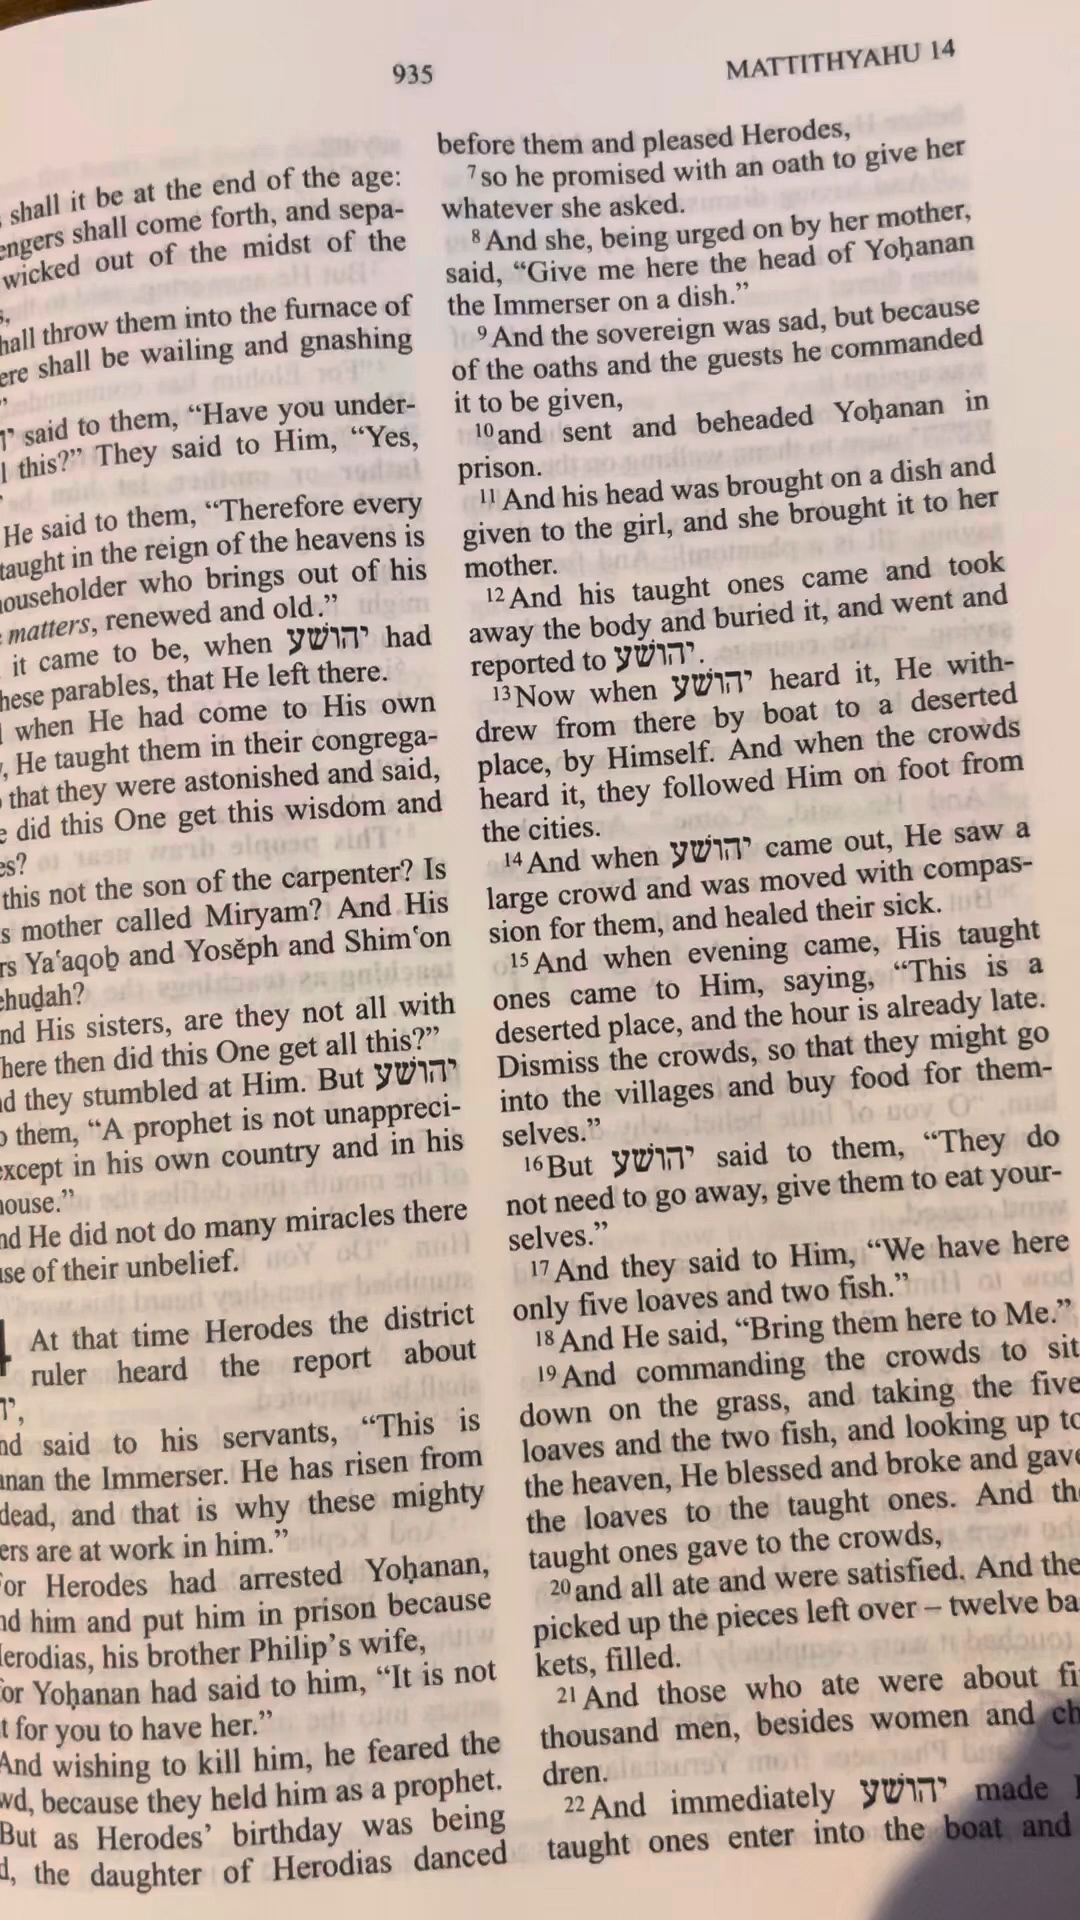 935
MATTITHYAHU 14
shall it be at the end of the age:
engers shall come forth, and sepa-
wicked out of the midst of the
hall throw them into the furnace of
ere shall be wailing and gnashing
”
said to them, “Have you under-
this?” They said to Him, “Yes,
He said to them, “Therefore every
taught in the reign of the heavens is
householder who brings out of his
matters, renewed and old.”
it came to be, when יהושע had
hese parables, that He left there.
when He had come to His own
, He taught them in their congrega-
that they were astonished and said,
e did this One get this wisdom and
es?
this not the son of the carpenter? Is
s mother called Miryam? And His
rs Ya‛aqoḇ and Yosĕph and Shim‛on
ehuḏah?
nd His sisters, are they not all with
here then did this One get all this?”
nd they stumbled at Him. But יהושע
o them, “A prophet is not unappreci-
except in his own country and in his
house.”
nd He did not do many miracles there
use of their unbelief.
At that time Herodes the district
ruler heard the report about
nd said to his servants, “This is
anan the Immerser. He has risen from
dead, and that is why these mighty
ers are at work in him.”
or Herodes had arrested Yoḥanan,
nd him and put him in prison because
erodias, his brother Philip’s wife,
or Yoḥanan had said to him, “It is not
t for you to have her.”
And wishing to kill him, he feared the
wd, because they held him as a prophet.
But as Herodes’ birthday was being
d, the daughter of Herodias danced
before them and pleased Herodes,
7 so he promised with an oath to give her
whatever she asked.
8 And she, being urged on by her mother,
said, “Give me here the head of Yoḥanan
the Immerser on a dish.”
9 And the sovereign was sad, but because
of the oaths and the guests he commanded
it to be given,
10 and sent and beheaded Yoḥanan in
prison.
11 And his head was brought on a dish and
given to the girl, and she brought it to her
mother.
12 And his taught ones came and took
away the body and buried it, and went and
reported to יהושע.
13 Now when יהושע heard it, He with-
drew from there by boat to a deserted
place, by Himself. And when the crowds
heard it, they followed Him on foot from
the cities.
14 And when יהושע came out, He saw a
large crowd and was moved with compas-
sion for them, and healed their sick.
15 And when evening came, His taught
ones came to Him, saying, “This is a
deserted place, and the hour is already late.
Dismiss the crowds, so that they might go
into the villages and buy food for them-
selves.”
16 But יהושע said to them, “They do
not need to go away, give them to eat your-
selves.”
17 And they said to Him, “We have here
only five loaves and two fish.”
18 And He said, “Bring them here to Me.”
19 And commanding the crowds to sit
down on the grass, and taking the five
loaves and the two fish, and looking up to
the heaven, He blessed and broke and gave
the loaves to the taught ones. And the
taught ones gave to the crowds,
20 and all ate and were satisfied. And the
picked up the pieces left over – twelve ba
kets, filled.
21 And those who ate were about fi
thousand men, besides women and ch
dren.
22 And immediately יהושע made
taught ones enter into the boat and